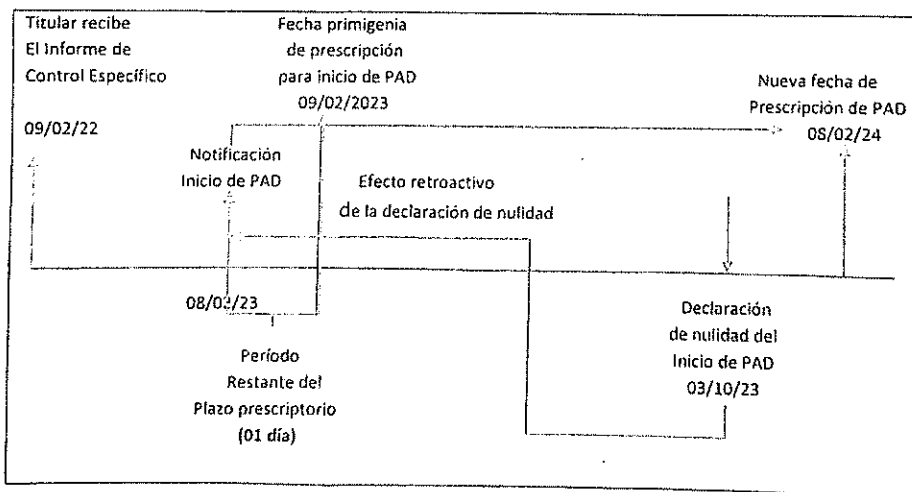 Titular recibe
El Informe de
Control Específico
09/02/22
Fecha primigenia
de prescripción
para inicio de PAD
09/02/2023
Nueva fecha de
Prescripción de PAD
08/02/24
Notificación
Inicio de PAD
Efecto retroactivo
de la declaración de nulidad
08/02/23
Período
Restante del
Plazo prescriptorio
(01 día)
Declaración
de nulidad del
Inicio de PAD
03/10/23